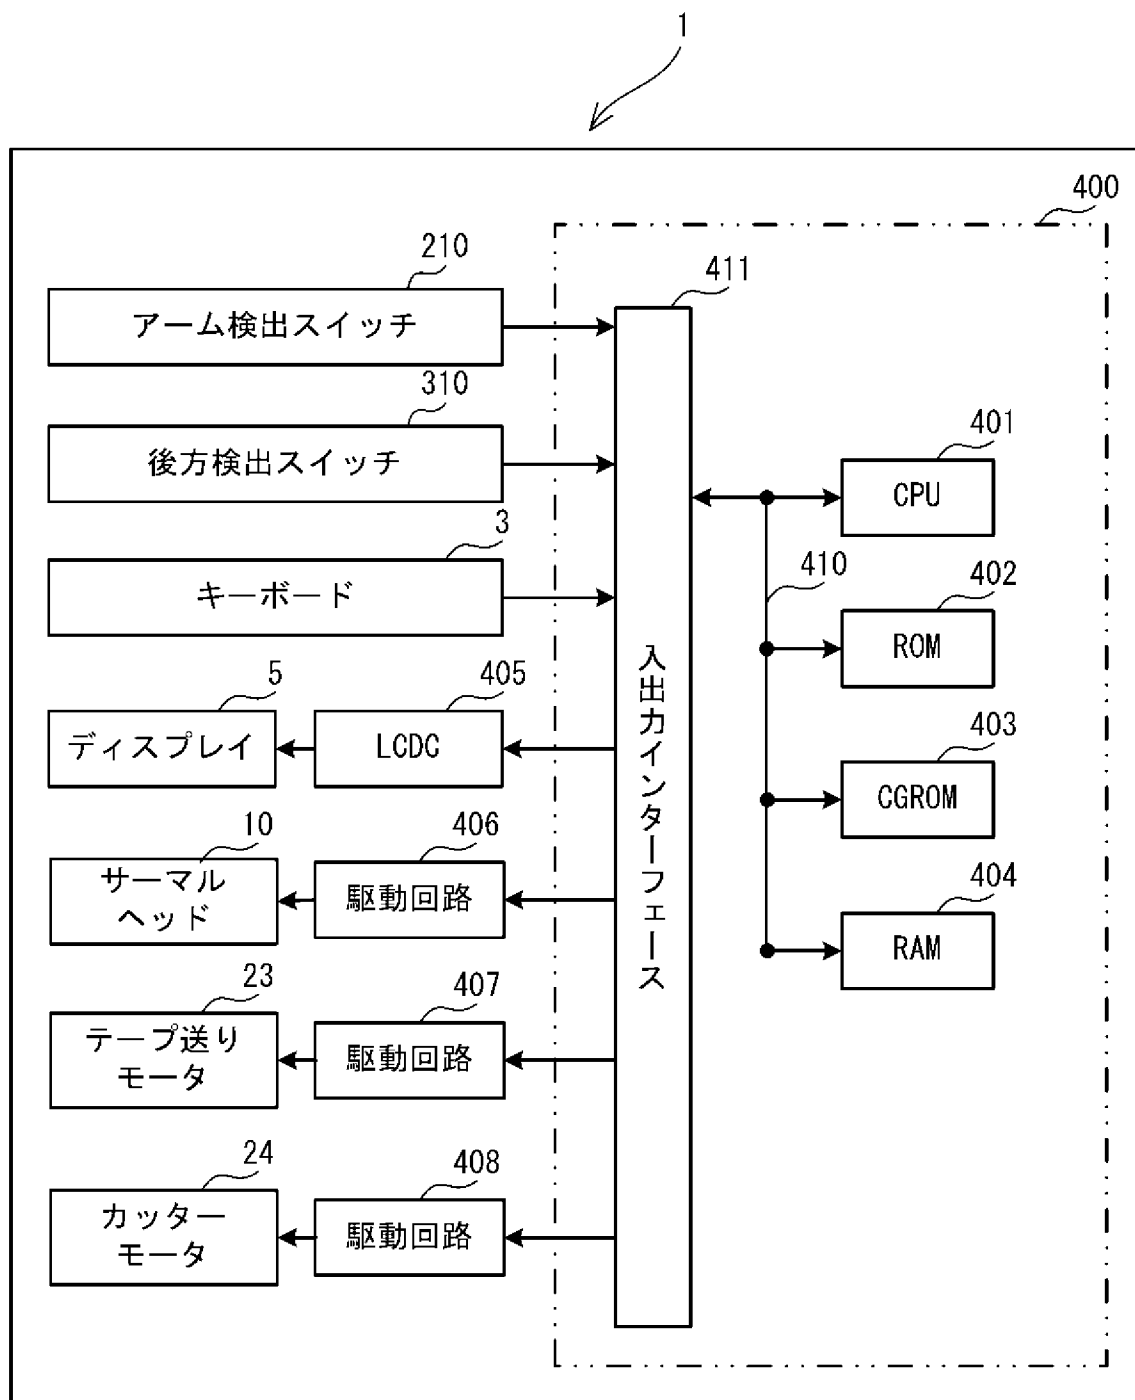 1
400
210
アーム検出スイッチ
411
310
後方検出スイッチ
401
CPU
3
キーボード
410
402
ROM
入出力インターフェース
5
ディスプレイ
405
LCDC
403
CGROM
10
サーマル
ヘッド
406
駆動回路
404
RAM
23
テープ送り
モータ
407
駆動回路
24
カッター
モータ
408
駆動回路